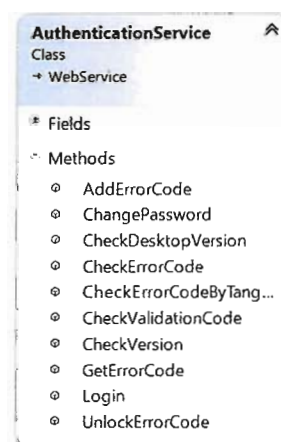 AuthenticationService
Class
→ WebService
Fields
Methods
AddErrorCode
ChangePassword
CheckDesktopVersion
CheckErrorCode
CheckErrorCodeByTang...
CheckValidationCode
CheckVersion
GetErrorCode
Login
UnlockErrorCode